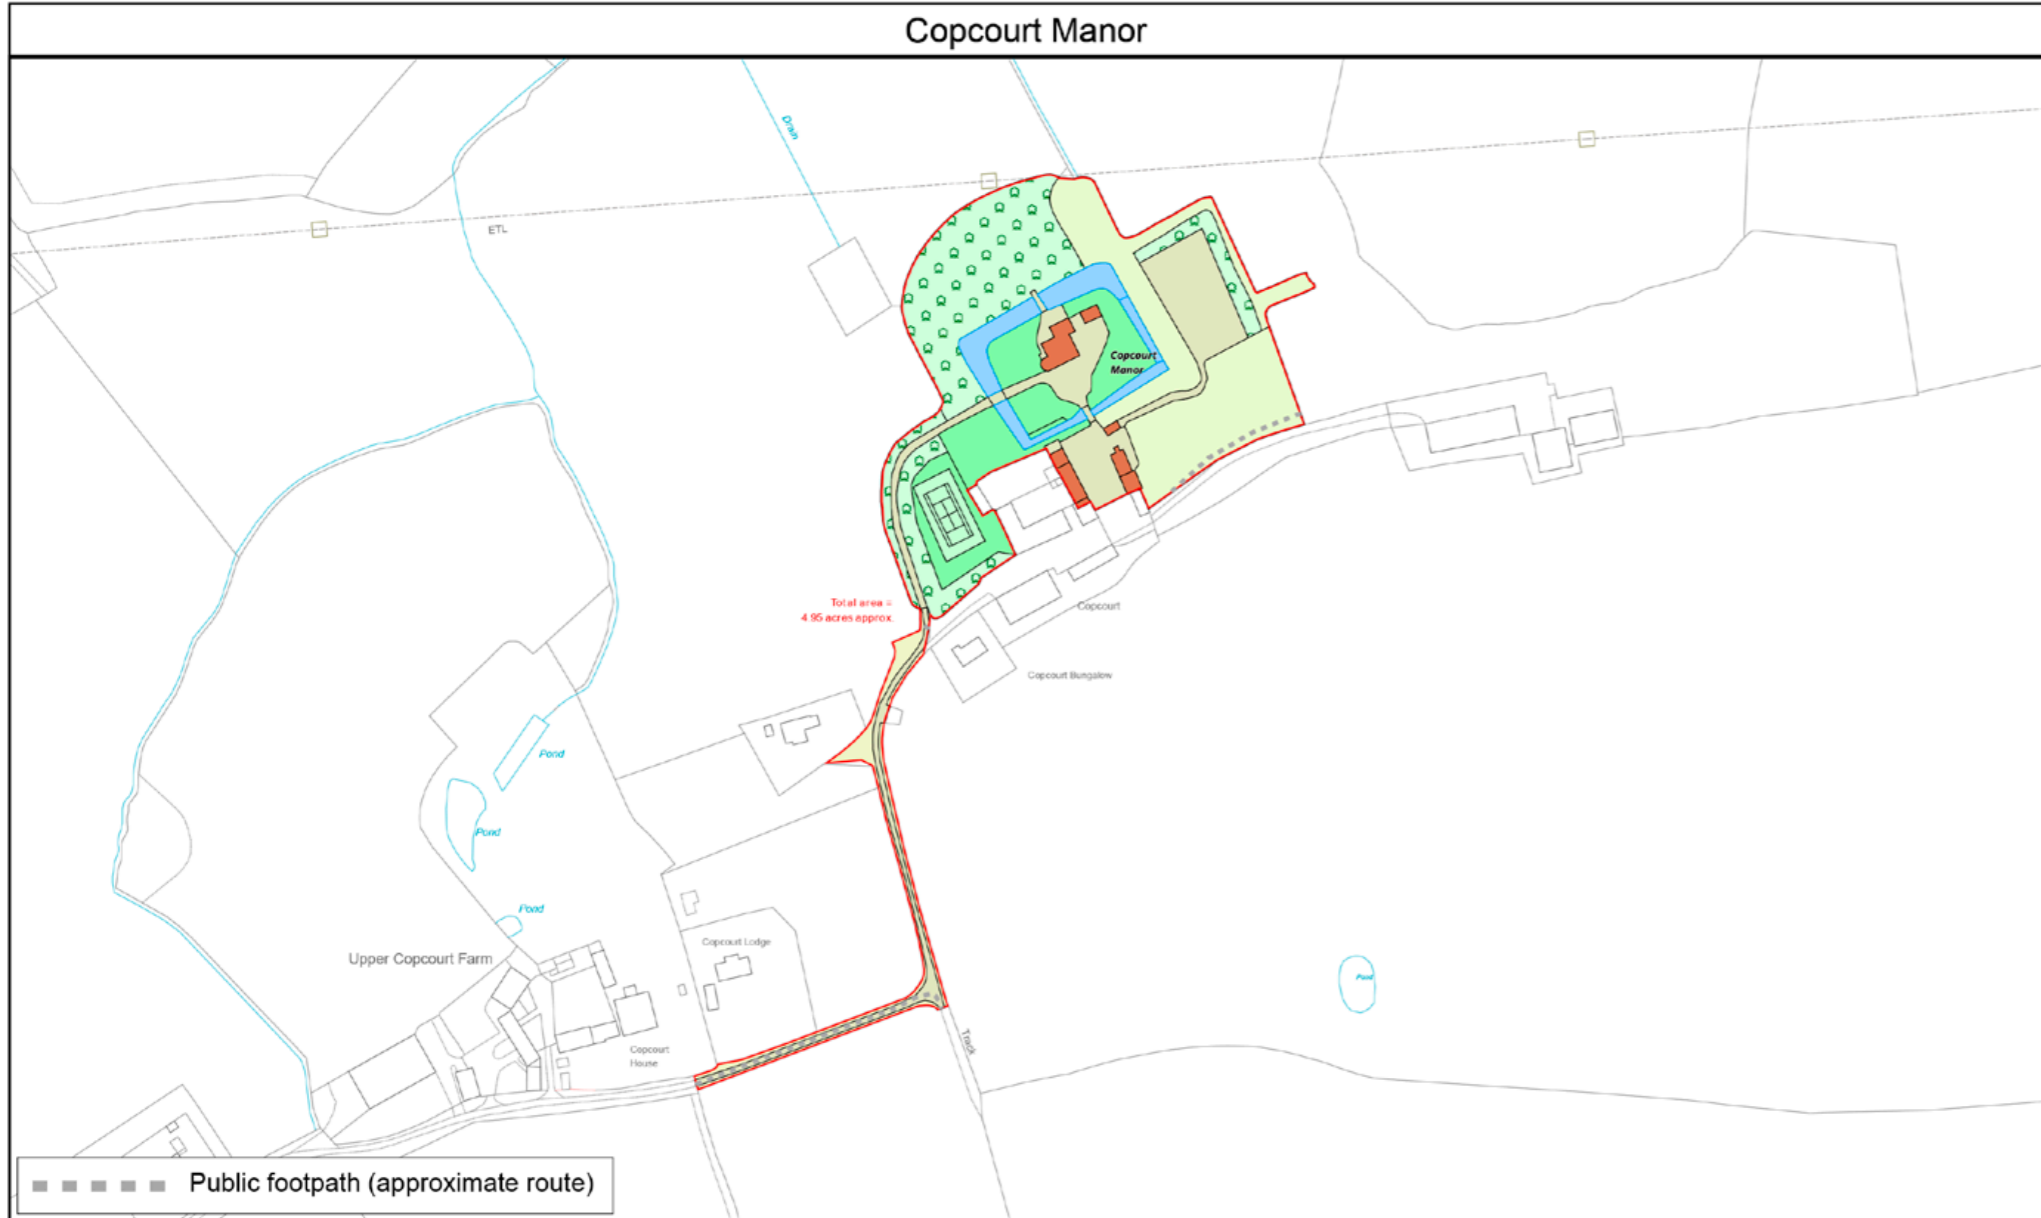 Copcourt Manor
Drain
ETL
Copcourt
Manor
Total area =
4.95 acres approx.
Copcourt
Copcourt Bungalow
Pond
Pond
Pond
Copcourt Lodge
Upper Copcourt Farm
Pond
Copcourt
House
Track
Public footpath (approximate route)